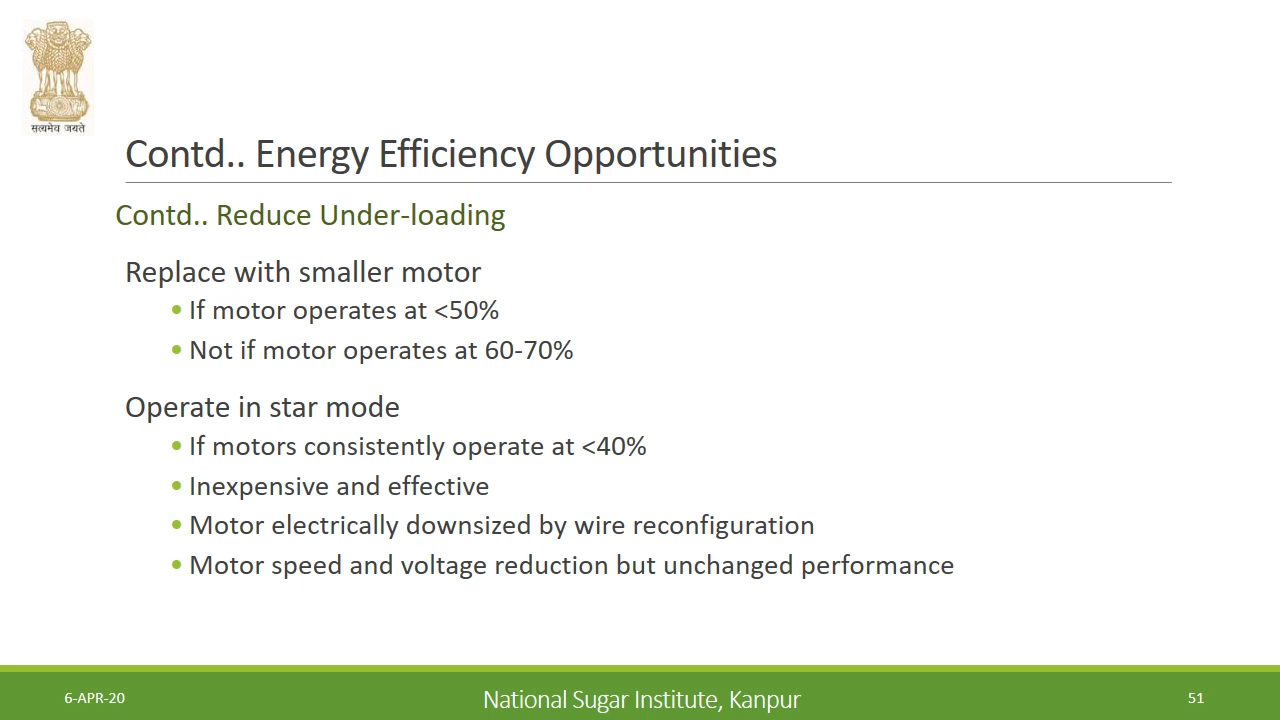 सत्यमेव जयते
Contd.. Energy Efficiency Opportunities
Contd.. Reduce Under-loading
Replace with smaller motor
• If motor operates at <50%
• Not if motor operates at 60-70%
Operate in star mode
• If motors consistently operate at <40%
• Inexpensive and effective
• Motor electrically downsized by wire reconfiguration
• Motor speed and voltage reduction but unchanged performance
6-APR-20
National Sugar Institute, Kanpur
51